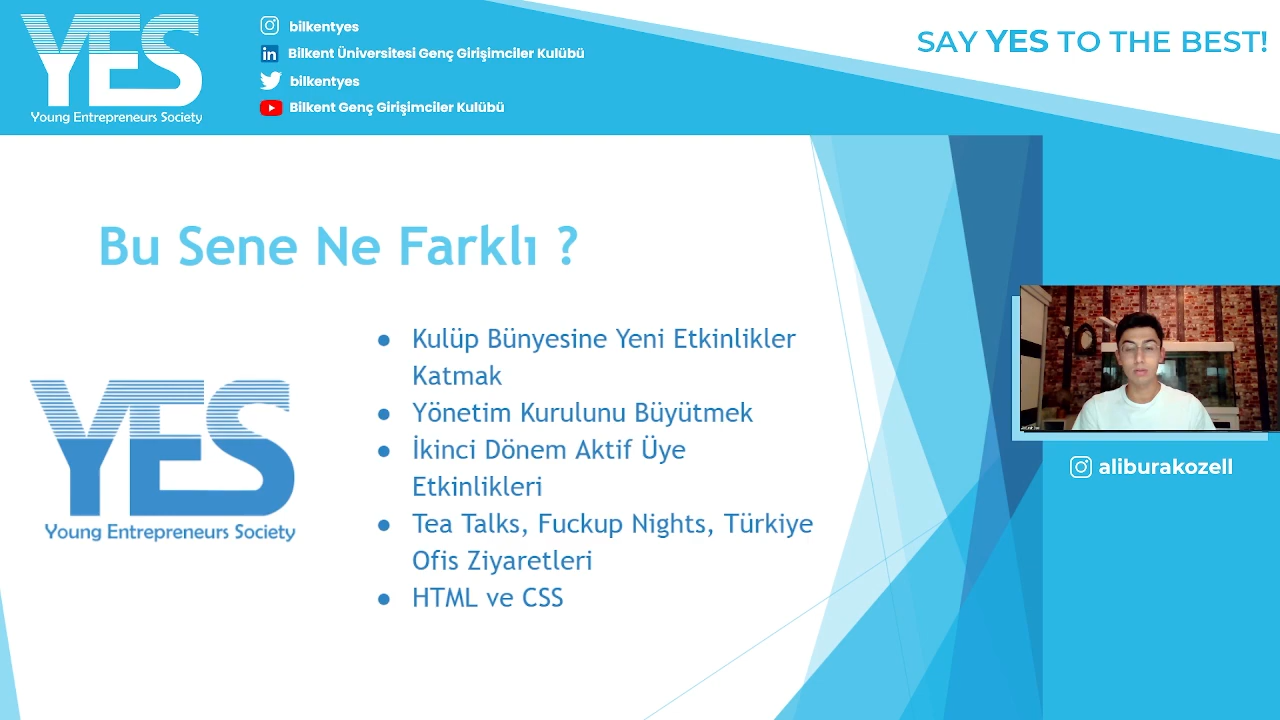 YES
Young Entrepreneurs Society
bilkentyes
Bilkent Üniversitesi Genç Girişimciler Kulübü
bilkentyes
Bilkent Genç Girişimciler Kulübü
SAY YES TO THE BEST!
Bu Sene Ne Farklı ?
YES
Young Entrepreneurs Society
● Kulüp Bünyesine Yeni Etkinlikler
Katmak
● Yönetim Kurulunu Büyütmek
● İkinci Dönem Aktif Üye
Etkinlikleri
● Tea Talks, Fuckup Nights, Türkiye
Ofis Ziyaretleri
● HTML ve CSS
aliburakozell